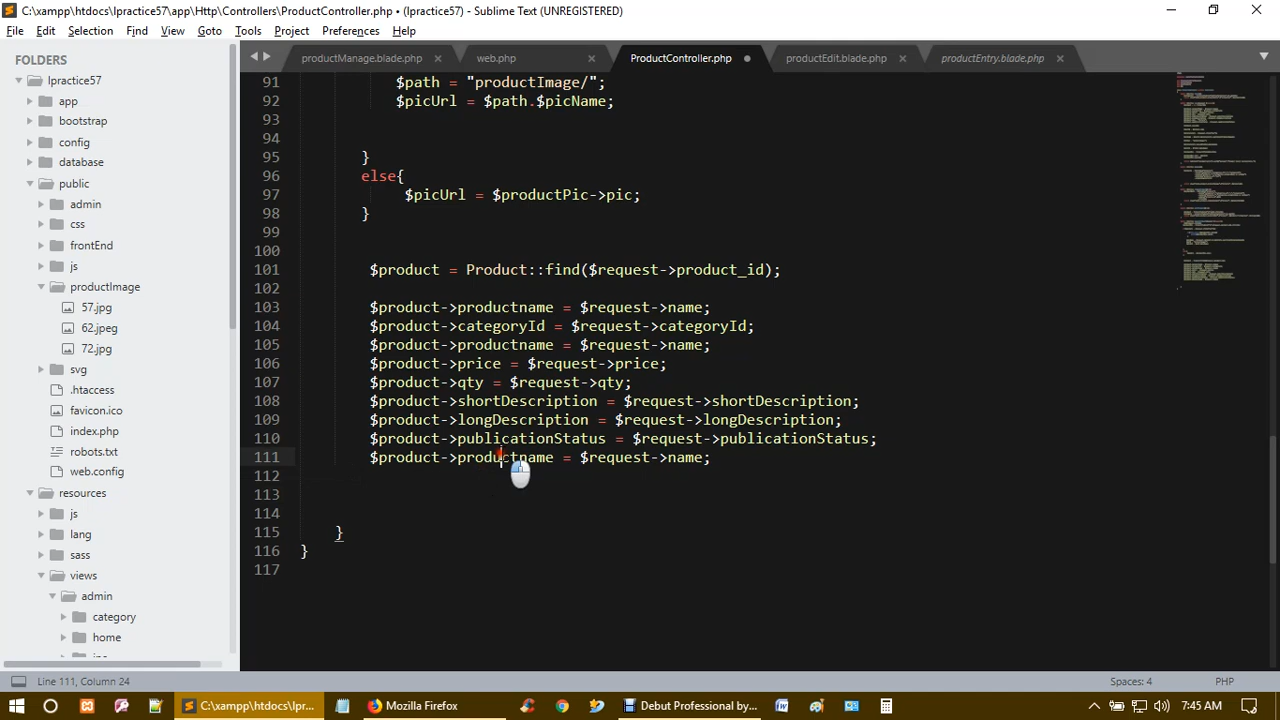 C:\xampp\htdocs\lpractice57\app\Http\Controllers\ProductController.php • (lpractice57) - Sublime Text (UNREGISTERED)
File Edit Selection Find View Goto Tools Project Preferences Help
FOLDERS
lpractice57
app
bootstrap
config
database
public
admin
css
frontEnd
js
productImage
57.jpg
62.jpeg
72.jpg
svg
.htaccess
favicon.ico
index.php
robots.txt
web.config
resources
js
lang
sass
views
admin
category
home
productManage.blade.php web.php ProductController.php productEdit.blade.php productEntry.blade.php
91 $path = "productImage/";
92 $picUrl = $path.$picName;
93
94
95 }
96 else{
97 $picUrl = $productPic->pic;
98 }
99
100
101 $product = Product::find($request->product_id);
102
103 $product->productname = $request->name;
104 $product->categoryId = $request->categoryId;
105 $product->productname = $request->name;
106 $product->price = $request->price;
107 $product->qty = $request->qty;
108 $product->shortDescription = $request->shortDescription;
109 $product->longDescription = $request->longDescription;
110 $product->publicationStatus = $request->publicationStatus;
111 $product->productname = $request->name;
112
113
114
115 }
116 }
117
Line 111, Column 24 Spaces: 4 PHP
C:\xampp\htdocs\lpr... Mozilla Firefox Debut Professional by... 7:45 AM